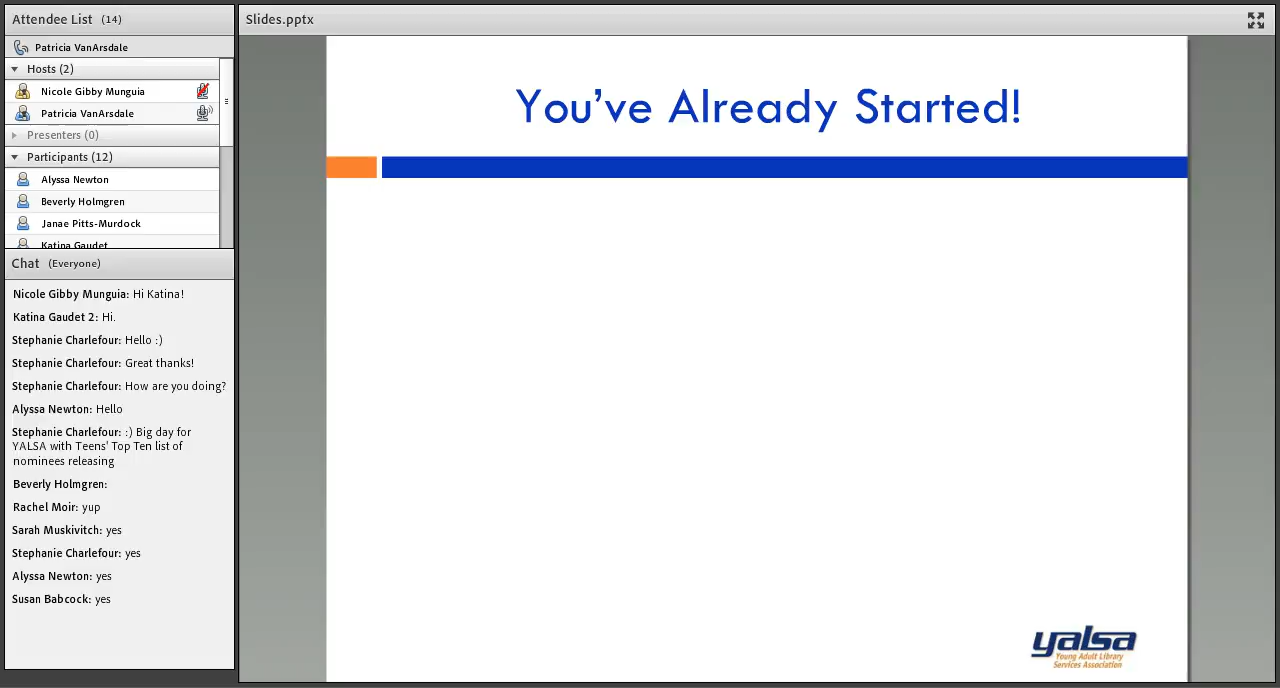 Attendee List (14)
Patricia VanArsdale
Hosts (2)
Nicole Gibby Munguia
Patricia VanArsdale
Presenters (0)
Participants (12)
Alyssa Newton
Beverly Holmgren
Janae Pitts-Murdock
Katina Gaudet
Chat (Everyone)
Nicole Gibby Munguia: Hi Katina!
Katina Gaudet 2: Hi.
Stephanie Charlefour: Hello :)
Stephanie Charlefour: Great thanks!
Stephanie Charlefour: How are you doing?
Alyssa Newton: Hello
Stephanie Charlefour: :) Big day for
YALSA with Teens' Top Ten list of
nominees releasing
Beverly Holmgren:
Rachel Moir: yup
Sarah Muskivitch: yes
Stephanie Charlefour: yes
Alyssa Newton: yes
Susan Babcock: yes
Slides.pptx
You've Already Started!
yalsa
Young Adult Library
Services Association